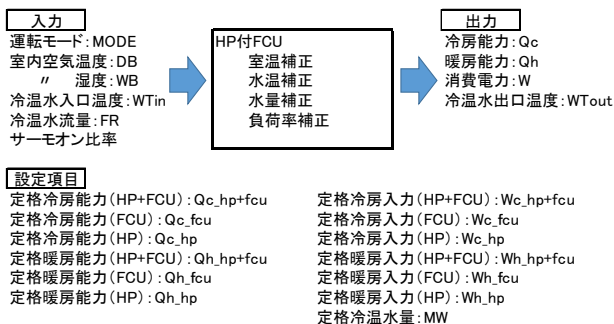 入力
運転モード:MODE
室内空気温度:DB
〃 湿度:WB
冷温水入口温度:WTin
冷温水流量:FR
サーモオン比率
HP付FCU
室温補正
水温補正
水量補正
負荷率補正
出力
冷房能力:Qc
暖房能力:Qh
消費電力:W
冷温水出口温度:WTout
設定項目
定格冷房能力(HP+FCU):Qc_hp+fcu
定格冷房能力(FCU):Qc_fcu
定格冷房能力(HP):Qc_hp
定格暖房能力(HP+FCU):Qh_hp+fcu
定格暖房能力(FCU):Qh_fcu
定格暖房能力(HP):Qh_hp
定格冷房入力(HP+FCU):Wc_hp+fcu
定格冷房入力(FCU):Wc_fcu
定格冷房入力(HP):Wc_hp
定格暖房入力(HP+FCU):Wh_hp+fcu
定格暖房入力(FCU):Wh_fcu
定格暖房入力(HP):Wh_hp
定格冷温水量:MW